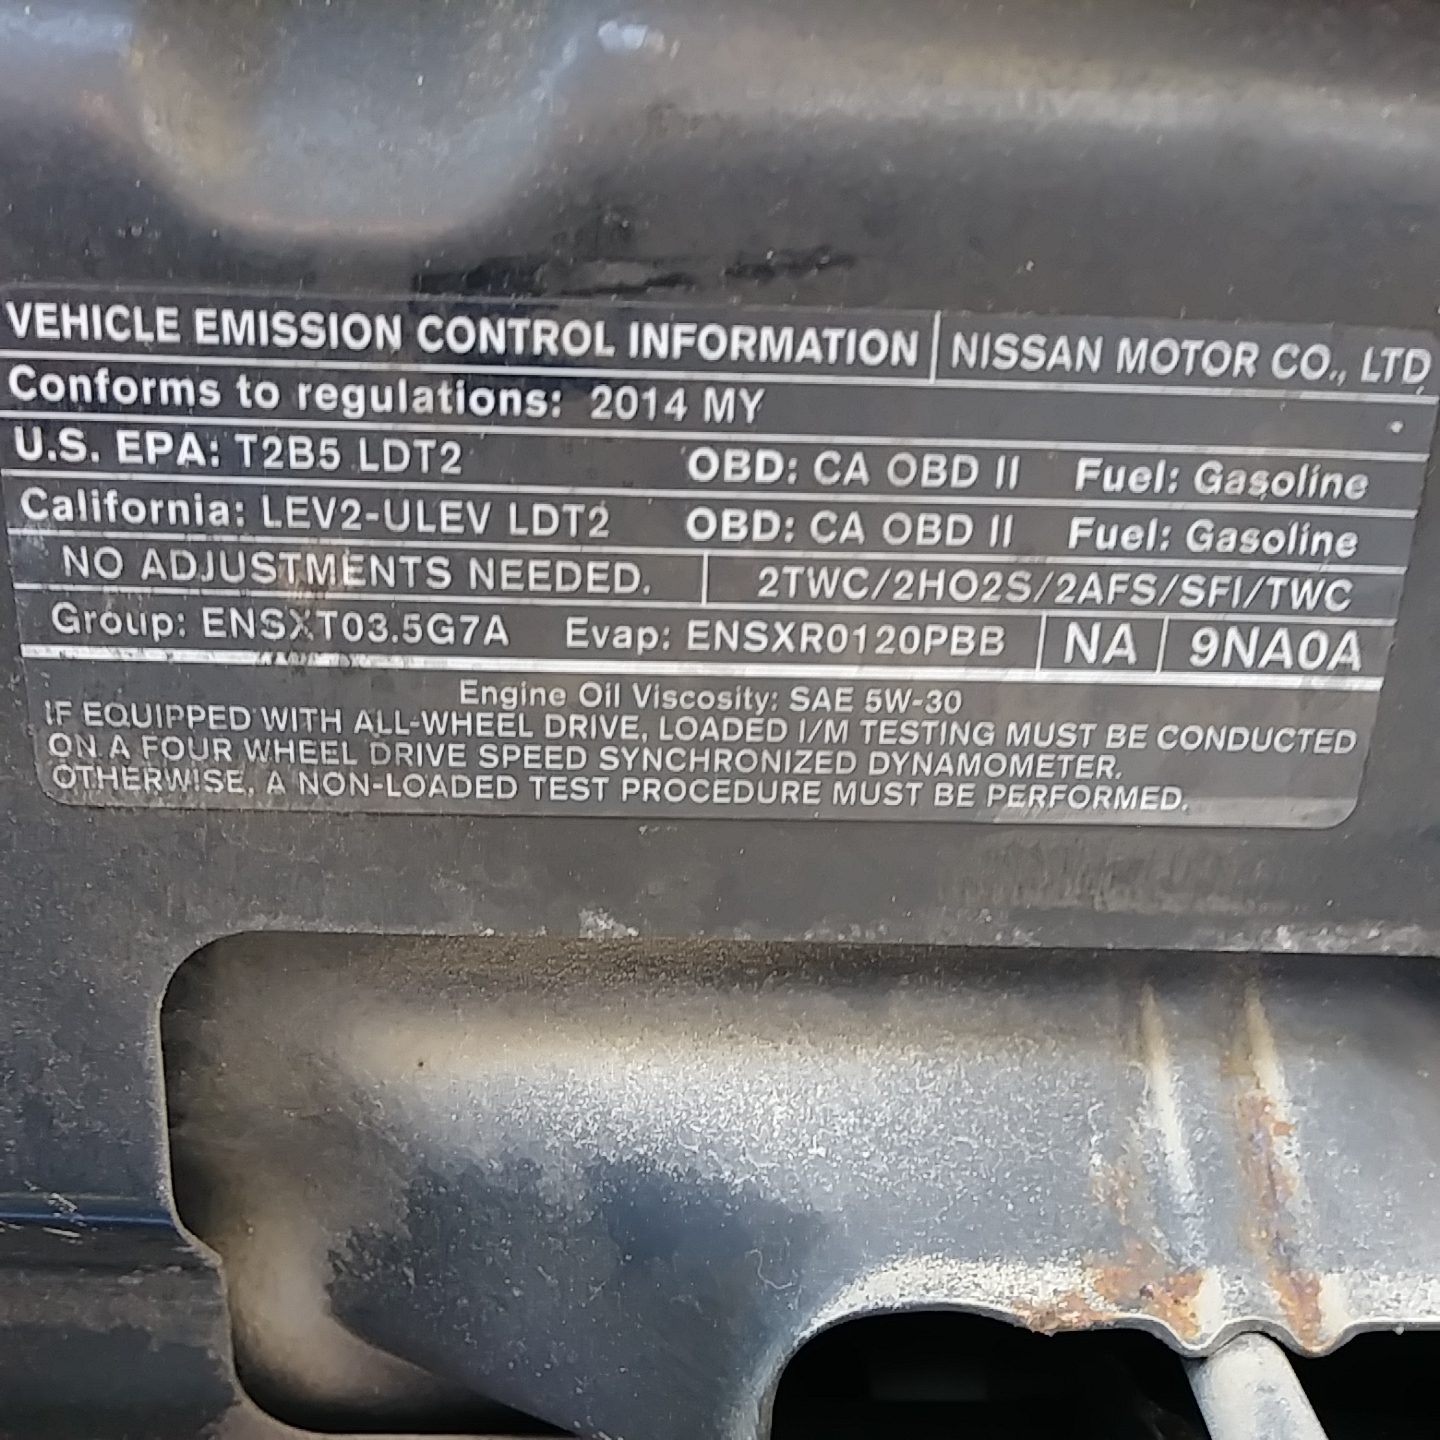 VEHICLE EMISSION CONTROL INFORMATION NISSAN MOTOR CO., LTD
Conforms to regulations: 2014 MY
U.S. EPA: T2B5 LDT2 OBD: CA OBD II Fuel: Gasoline
California: LEV2-ULEV LDT2 OBD: CA OBD II Fuel: Gasoline
NO ADJUSTMENTS NEEDED. 2TWC/2HO2S/2AFS/SFI/TWC
Group: ENSXT03.5G7A Evap: ENSXR0120PBB NA 9NA0A
Engine Oil Viscosity: SAE 5W-30
IF EQUIPPED WITH ALL-WHEEL DRIVE, LOADED I/M TESTING MUST BE CONDUCTED
ON A FOUR WHEEL DRIVE SPEED SYNCHRONIZED DYNAMOMETER.
OTHERWISE, A NON-LOADED TEST PROCEDURE MUST BE PERFORMED.